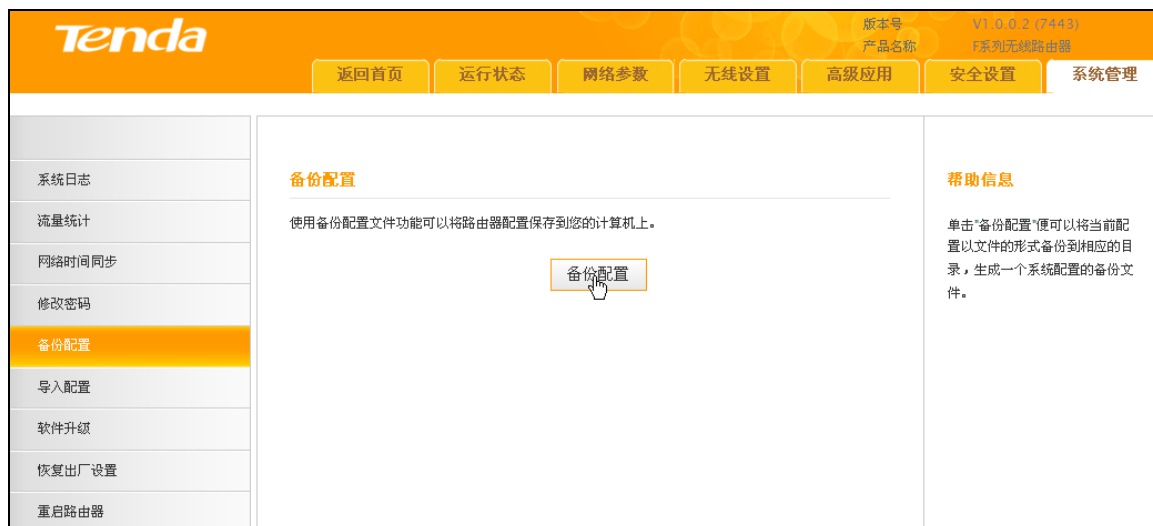 Tenda
版本号 V1.0.0.2 (7443)
产品名称 F系列无线路由器
返回首页 运行状态 网络参数 无线设置 高级应用 安全设置 系统管理
系统日志
流量统计
网络时间同步
修改密码
备份配置
导入配置
软件升级
恢复出厂设置
重启路由器
备份配置
使用备份配置文件功能可以将路由器配置保存到您的计算机上。
备份配置
帮助信息
单击"备份配置"便可以将当前配
置以文件的形式备份到相应的目
录，生成一个系统配置的备份文
件。